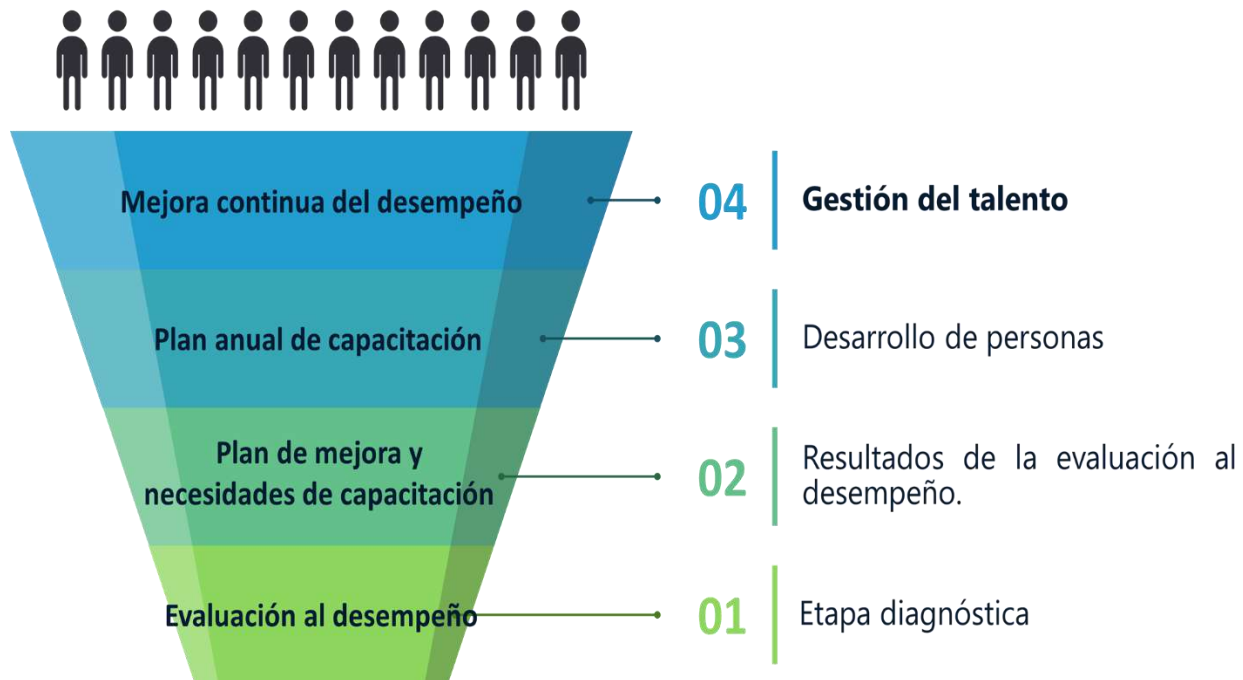 Mejora continua del desempeño
04
Gestión del talento
Plan anual de capacitación
03
Desarrollo de personas
Plan de mejora y
necesidades de capacitación
02
Resultados de la evaluación al
desempeño.
Evaluación al desempeño
01
Etapa diagnóstica